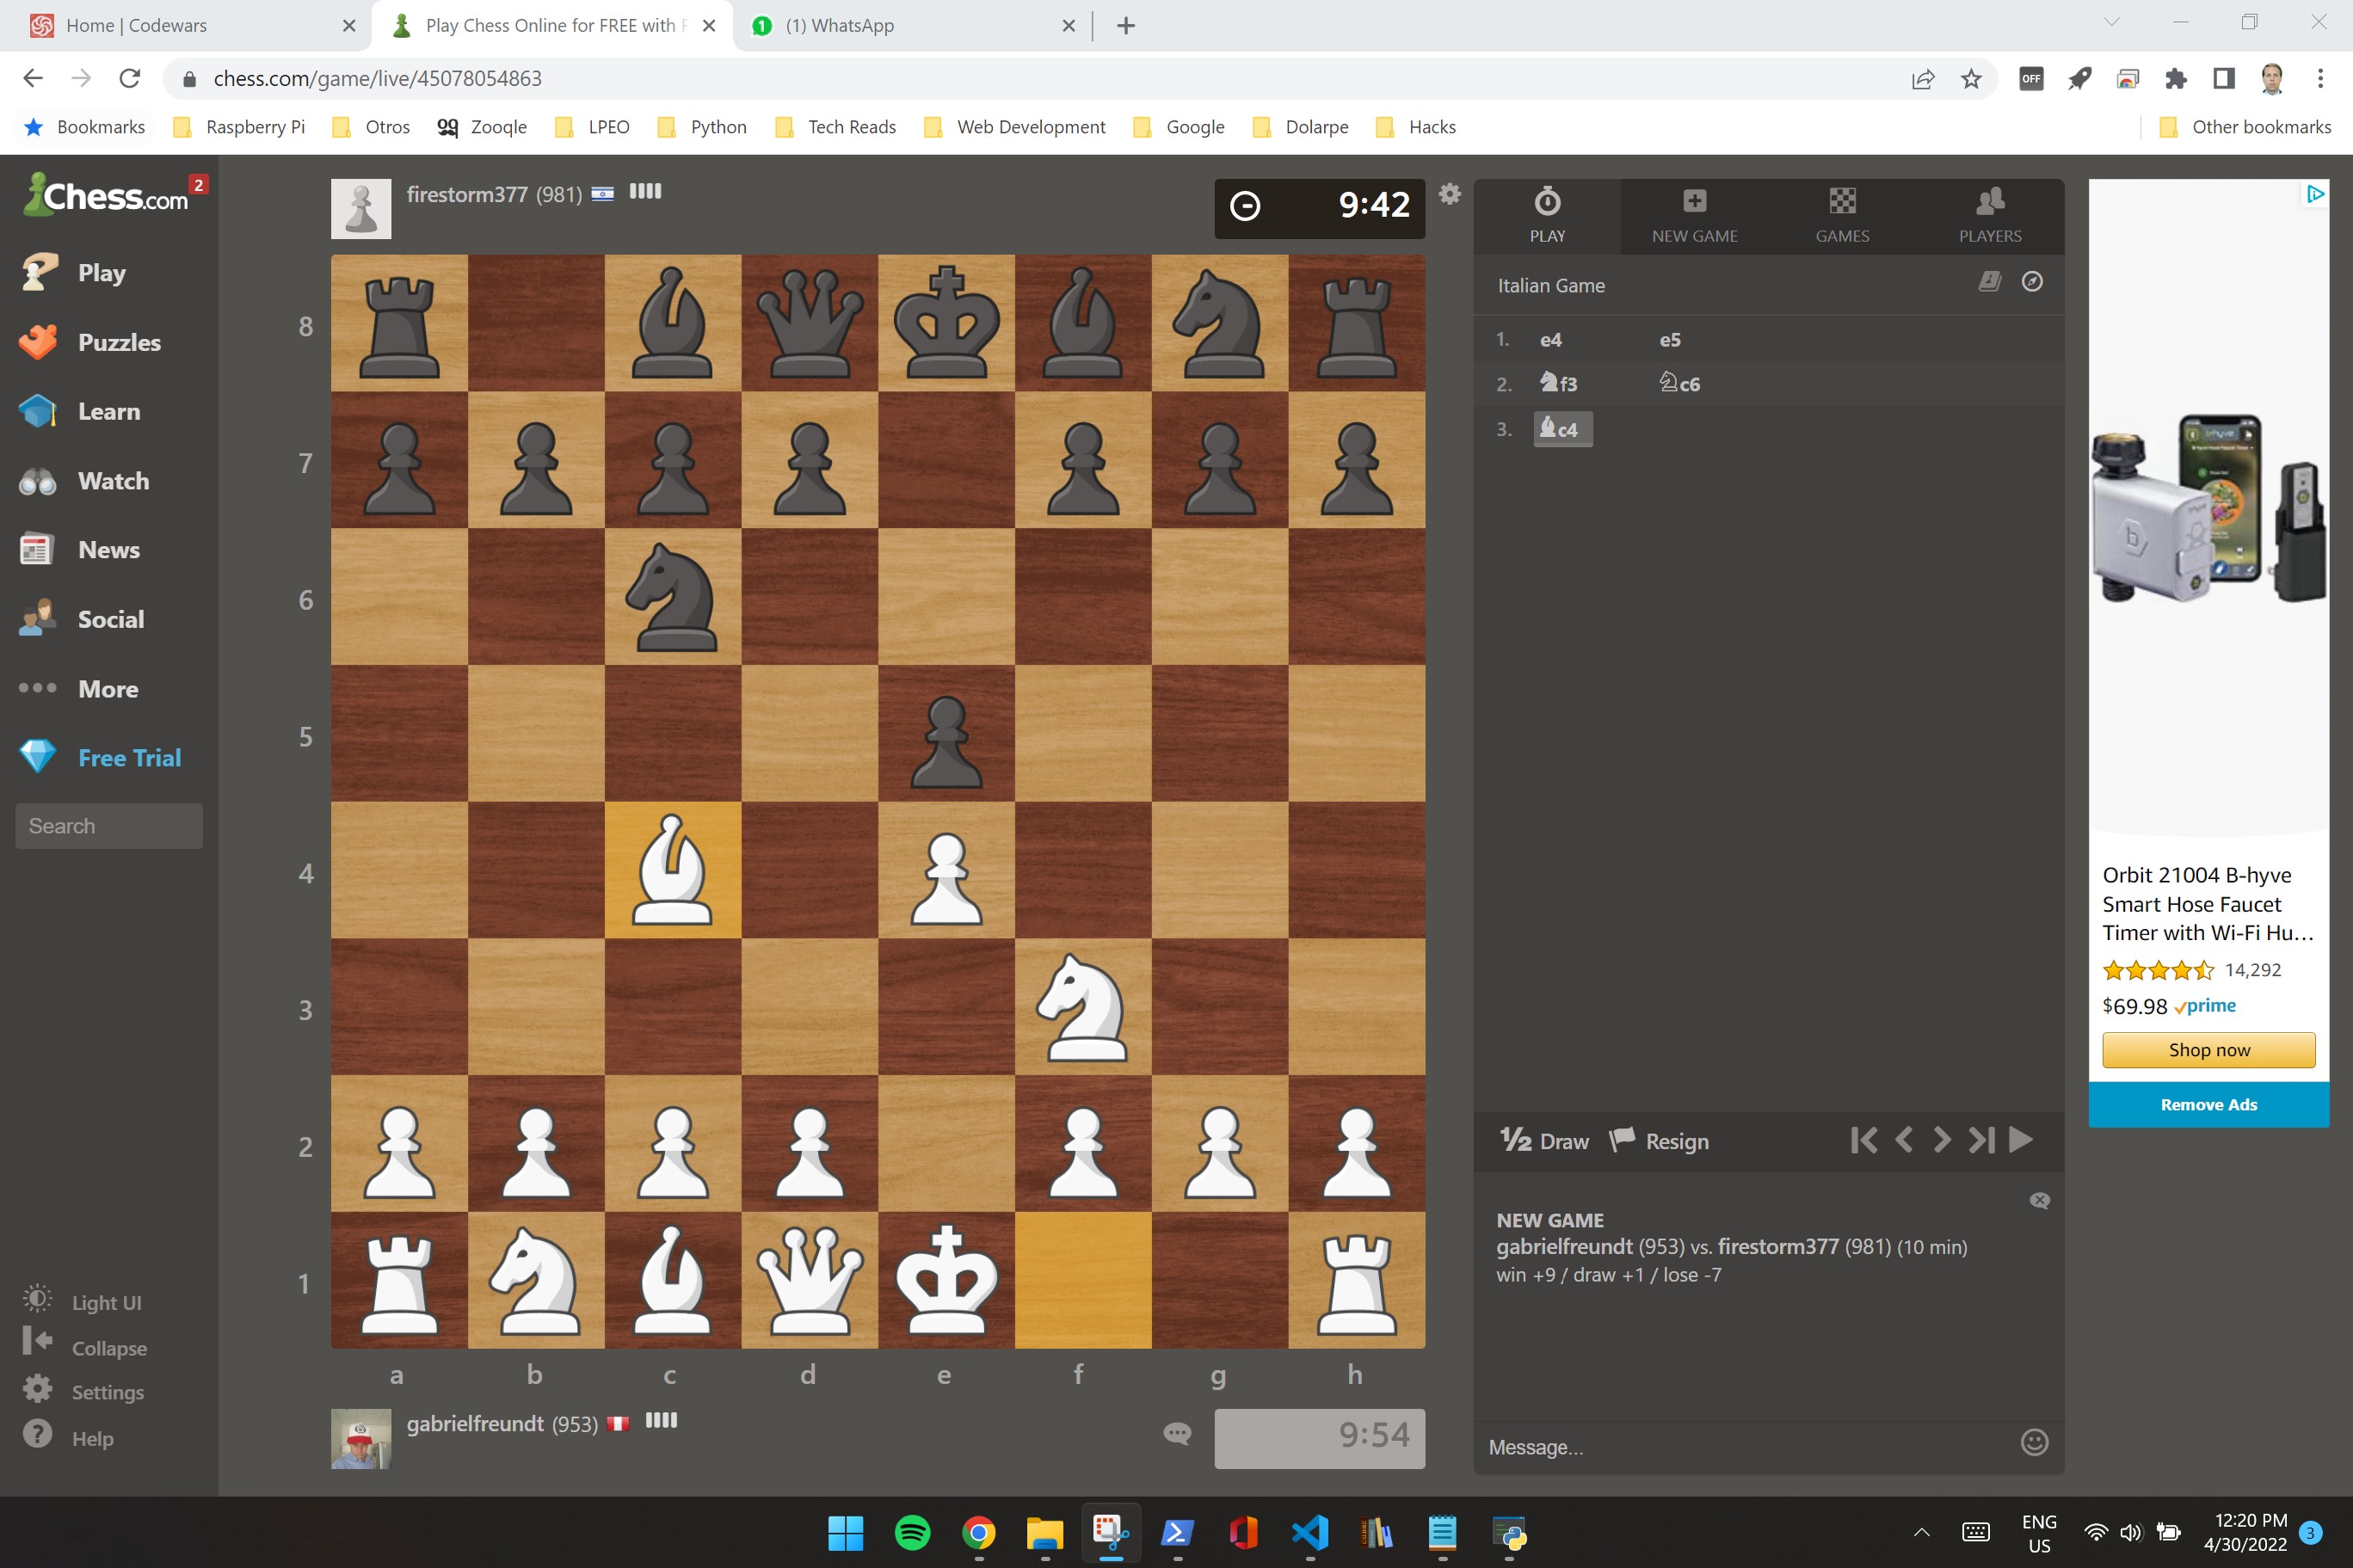 Home | Codewars
Play Chess Online for FREE with F
(1) WhatsApp
chess.com/game/live/45078054863
OFF
Bookmarks
Raspberry Pi
Otros
Zooqle
LPEO
Python
Tech Reads
Web Development
Google
Dolarpe
Hacks
Other bookmarks
Chess.com
2
Play
Puzzles
Learn
Watch
News
Social
More
Free Trial
Search
Light UI
Collapse
Settings
Help
firestorm377 (981)
9:42
8
7
6
5
4
3
2
1
a b c d e f g h
gabrielfreundt (953)
9:54
PLAY
NEW GAME
GAMES
PLAYERS
Italian Game
1. e4 e5
2. ♞f3 ♘c6
3. ♝c4
½ Draw
Resign
NEW GAME
gabrielfreundt (953) vs. firestorm377 (981) (10 min)
win +9 / draw +1 / lose -7
Message...
b
Orbit 21004 B-hyve
Smart Hose Faucet
Timer with Wi-Fi Hu...
14,292
$69.98 prime
Shop now
Remove Ads
ENG
US
12:20 PM
4/30/2022
3